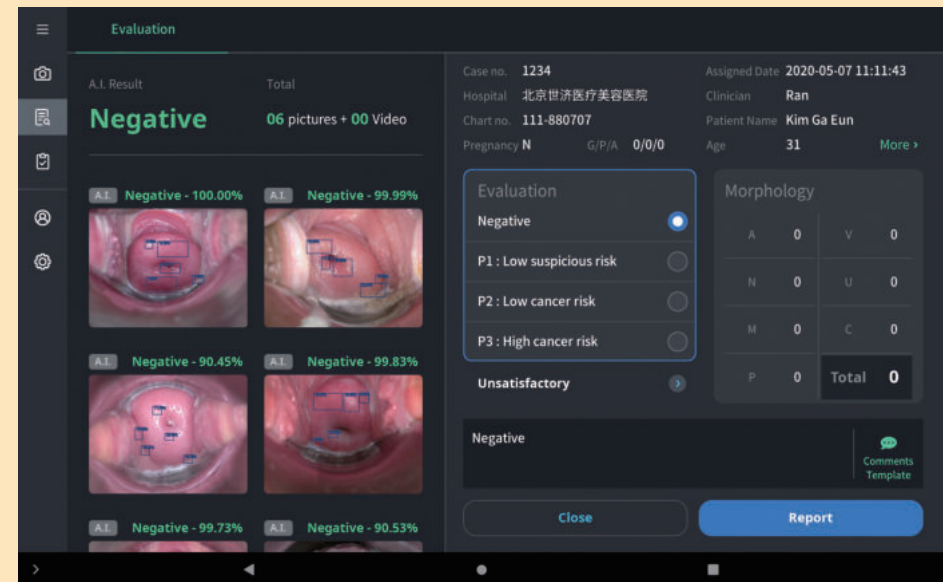 Evaluation
A.I. Result
Total
Negative
06 pictures + 00 Video
A.I. Negative - 100.00%
A.I. Negative - 99.99%
A.I. Negative - 90.45%
A.I. Negative - 99.83%
A.I. Negative - 99.73%
A.I. Negative - 90.53%
Case no. 1234
Assigned Date 2020-05-07 11:11:43
Hospital 北京世济医疗美容医院
Clinician Ran
Chart no. 111-880707
Patient Name Kim Ga Eun
Pregnancy N G/P/A 0/0/0
Age 31 More ›
Evaluation
Negative
P1 : Low suspicious risk
P2 : Low cancer risk
P3 : High cancer risk
Unsatisfactory
Morphology
A 0 V 0
N 0 U 0
M 0 C 0
P 0 Total 0
Negative
Comments
Template
Close
Report